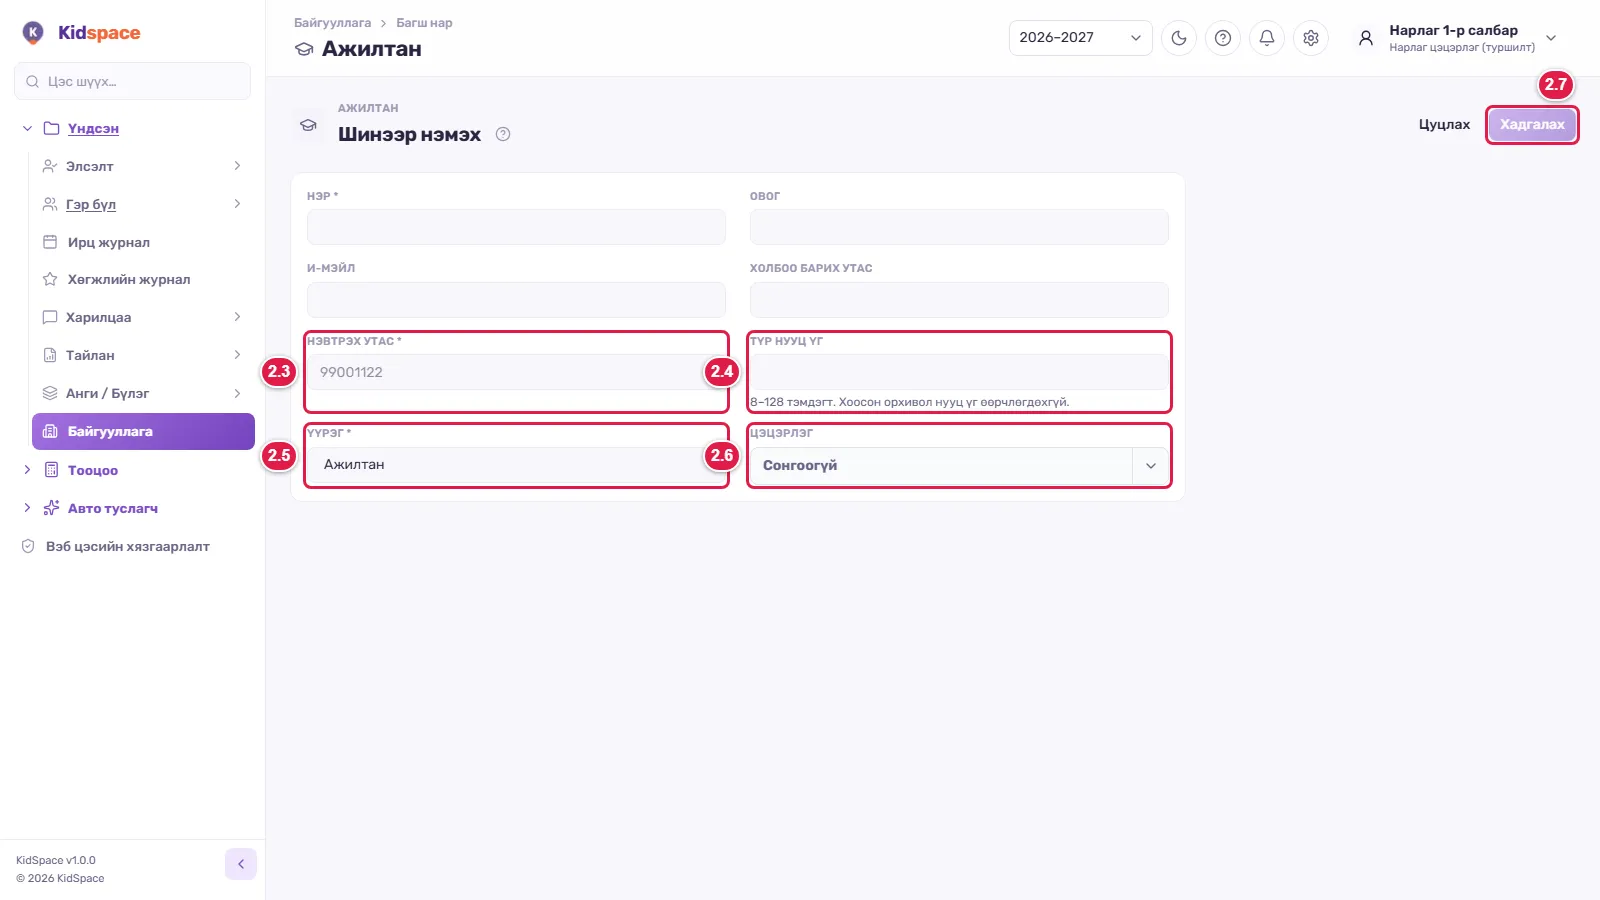 Kidspace
Цэс шүүх...
Үндсэн
Элсэлт
Гэр бүл
Ирц журнал
Хөгжлийн журнал
Харилцаа
Тайлан
Анги / Бүлэг
Байгууллага
Тооцоо
Авто туслагч
Вэб цэсийн хязгаарлалт
KidSpace v1.0.0
© 2026 KidSpace
Байгууллага > Багш нар
Ажилтан
2026–2027
Нарлаг 1-р салбар
Нарлаг цэцэрлэг (туршилт)
АЖИЛТАН
Шинээр нэмэх
Цуцлах
2.7
Хадгалах
НЭР *
ОВОГ
И-МЭЙЛ
ХОЛБОО БАРИХ УТАС
2.3
НЭВТРЭХ УТАС *
99001122
2.4
ТҮР НУУЦ ҮГ
8–128 тэмдэгт. Хоосон орхивол нууц үг өөрчлөгдөхгүй.
2.5
ҮҮРЭГ *
Ажилтан
2.6
ЦЭЦЭРЛЭГ
Сонгоогүй